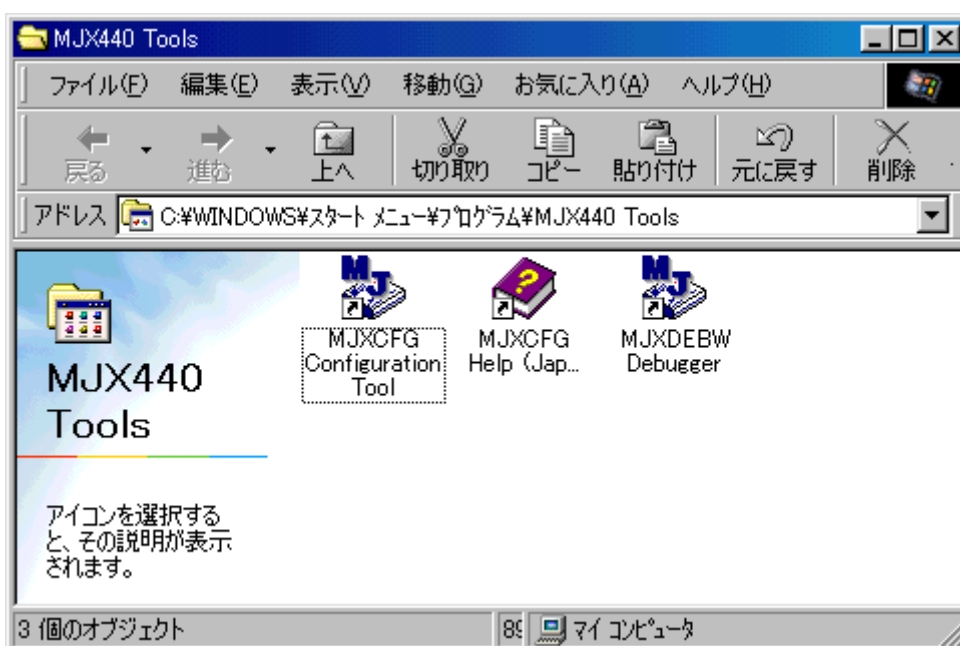 MJX440 Tools
ファイル(F) 編集(E) 表示(V) 移動(G) お気に入り(A) ヘルプ(H)
戻る 進む 上へ 切り取り コピー 貼り付け 元に戻す 削除
アドレス C:¥WINDOWS¥スタート メニュー¥プログラム¥MJX440 Tools
MJX440
Tools
アイコンを選択する
と、その説明が表示
されます。
MJXCFG
Configuration
Tool
MJXCFG
Help (Jap...
MJXDEBW
Debugger
3 個のオブジェクト マイ コンピュータ